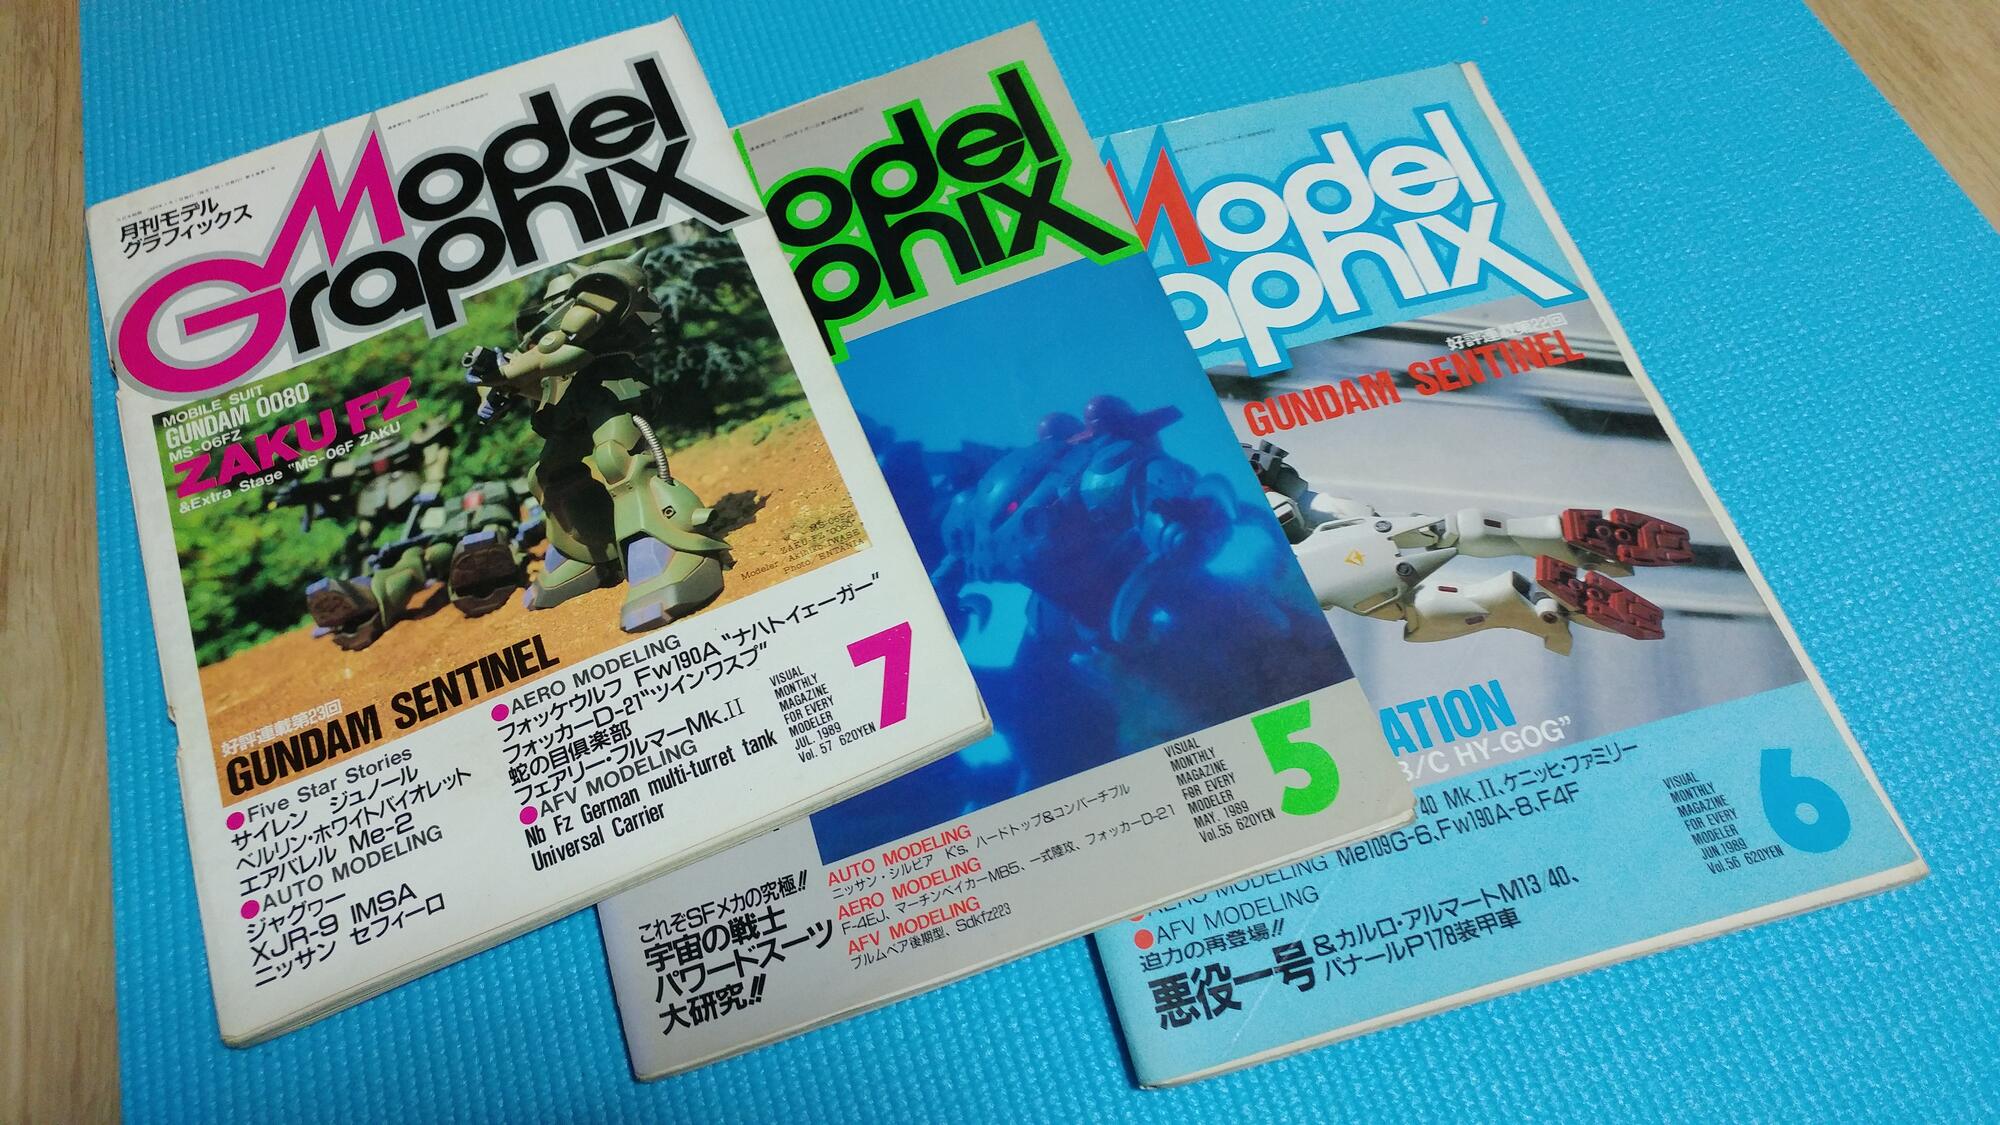 月刊モデル
グラフィックス
Model
Graphix
MOBILE SUIT
GUNDAM 0080
MS-06FZ
ZAKU FZ
&Extra Stage "MS-06F ZAKU
MS-06FZ
ZAKU FZ "0080"
Modeler/Akihiko IWASE
Photo/ENTANIA
好評連載第23回
GUNDAM SENTINEL
●Five Star Stories
サイレン ジュノール
ベルリン・ホワイトバイオレット
エアバレル Me-2
●AUTO MODELING
ジャグヮー
XJR-9 IMSA
ニッサン セフィーロ
●AERO MODELING
フォッケウルフ Fw190A "ナハトイェーガー"
フォッカーD-21"ツインワスプ"
蛇の目倶楽部
フェアリー・フルマーMk.II
●AFV MODELING
Nb Fz German multi-turret tank
Universal Carrier
VISUAL
MONTHLY
MAGAZINE
FOR EVERY
MODELER
JUL. 1989
Vol. 57 620YEN
7
odel
phix
これぞSFメカの究極!!
宇宙の戦士
パワードスーツ
大研究!!
AUTO MODELING
ニッサン・シルビア K's, ハードトップ&コンバーチブル
AERO MODELING
F-4EJ、マーチンベイカーMB5、一式陸攻、フォッカーD-21
AFV MODELING
ブルムベア後期型、Sdkfz223
VISUAL
MONTHLY
MAGAZINE
FOR EVERY
MODELER
MAY. 1989
Vol.55 620YEN
5
Model
aphix
好評連載第22回
GUNDAM SENTINEL
ATION
B/C HY-GOG"
40 Mk.II、ケニッヒ・ファミリー
●AERO MODELING Me109G-6、Fw190A-8、F4F
●AFV MODELING
迫力の再登場!!
悪役一号&カルロ・アルマートM13/40、
パナールP178装甲車
VISUAL
MONTHLY
MAGAZINE
FOR EVERY
MODELER
JUN.1989
Vol.56 620YEN
6